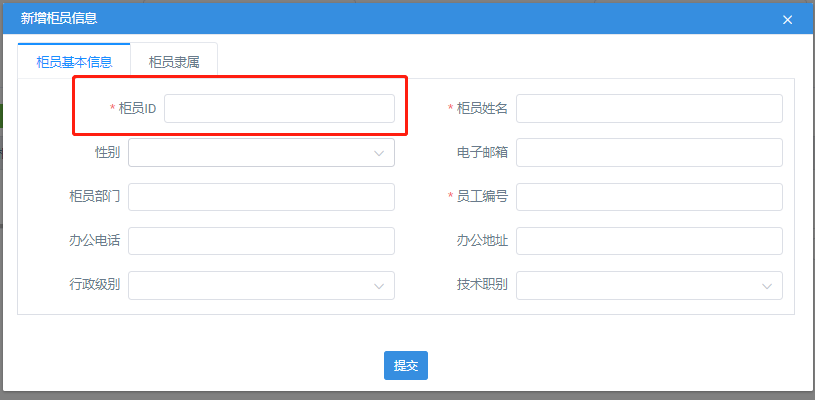 新增柜员信息
柜员基本信息 柜员隶属
* 柜员ID * 柜员姓名
性别 电子邮箱
柜员部门 * 员工编号
办公电话 办公地址
行政级别 技术职别
提交